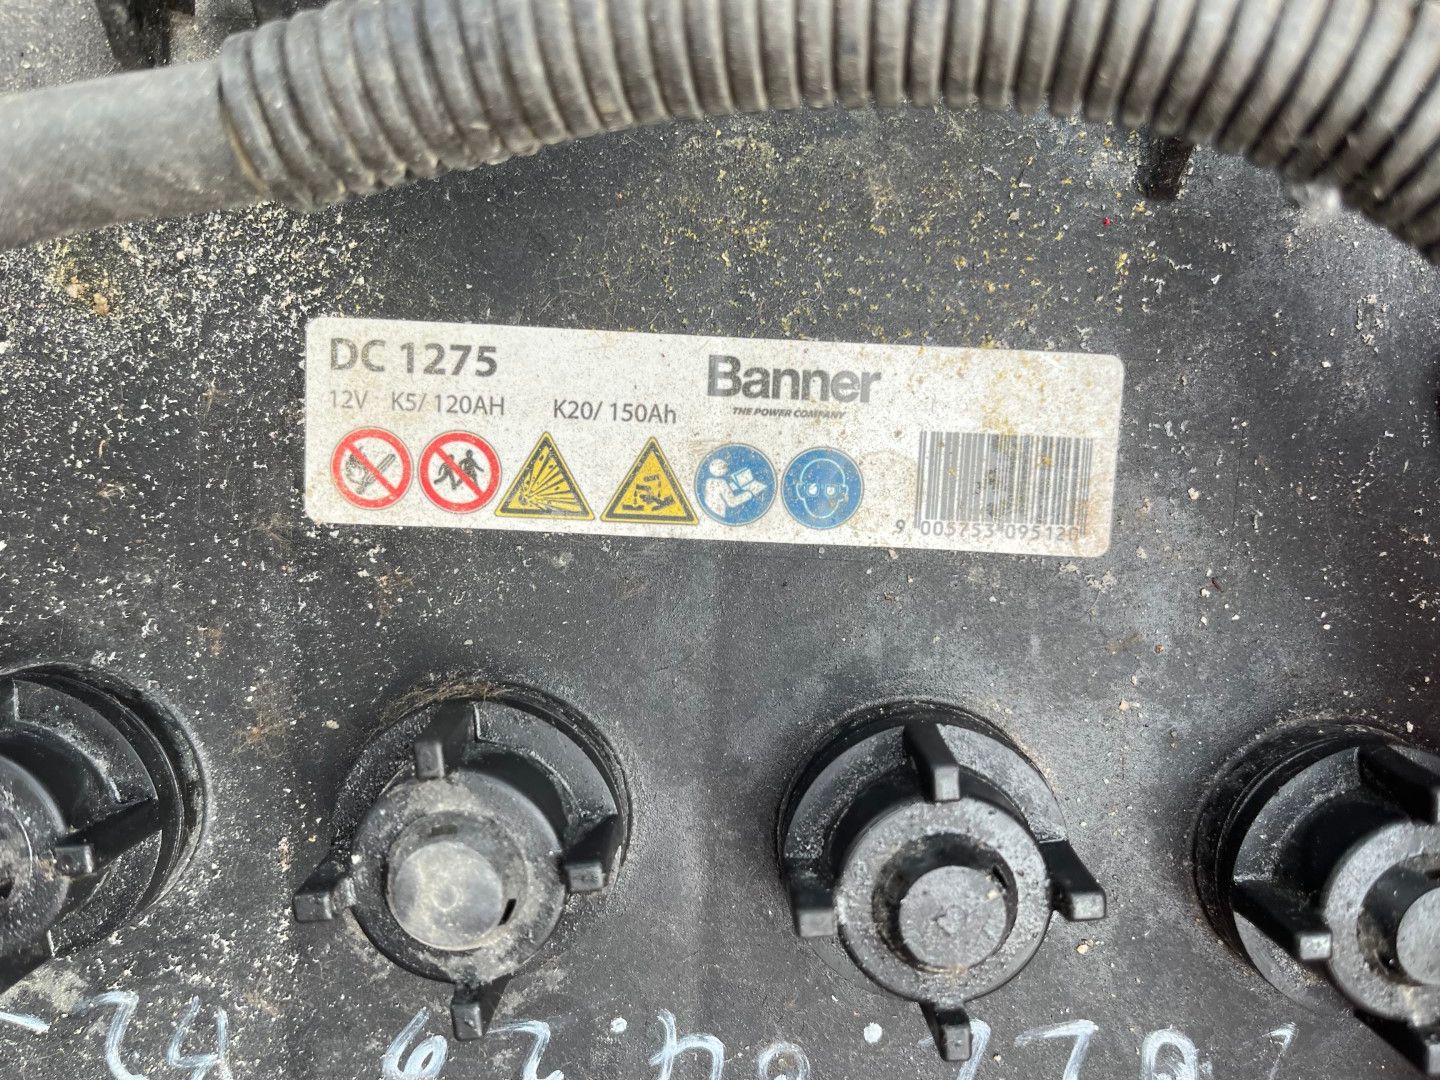 DC 1275
12V K5/ 120AH K20/ 150Ah
Banner
THE POWER COMPANY
9 005753 095120